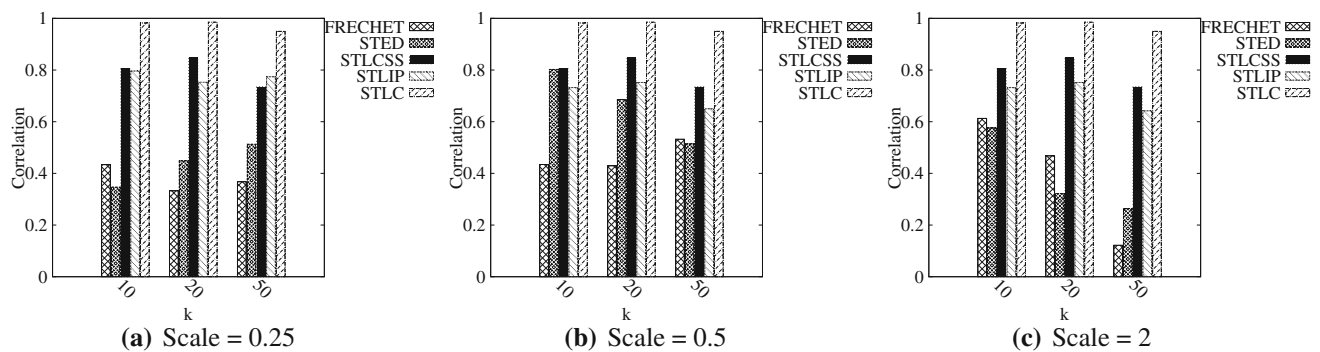 1
0.8
0.6
0.4
0.2
0
Correlation
10
20
50
k
FRECHET
STED
STLCSS
STLIP
STLC
(a) Scale = 0.25
1
0.8
0.6
0.4
0.2
0
Correlation
10
20
50
k
FRECHET
STED
STLCSS
STLIP
STLC
(b) Scale = 0.5
1
0.8
0.6
0.4
0.2
0
Correlation
10
20
50
k
FRECHET
STED
STLCSS
STLIP
STLC
(c) Scale = 2